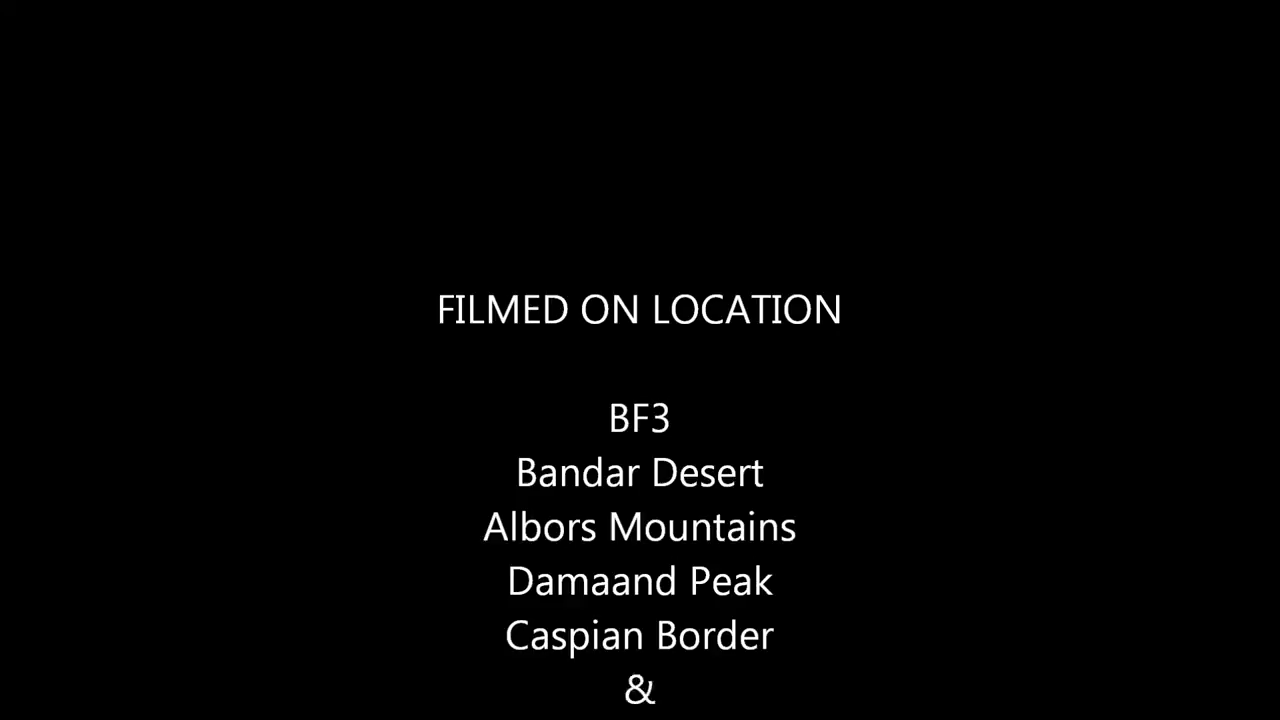 FILMED ON LOCATION
BF3
Bandar Desert
Albors Mountains
Damaand Peak
Caspian Border
&